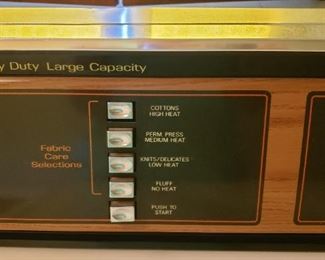 y Duty Large Capacity
COTTONS
HIGH HEAT
PERM. PRESS
MEDIUM HEAT
Fabric
Care
Selections
KNITS/DELICATES
LOW HEAT
FLUFF
NO HEAT
PUSH TO
START